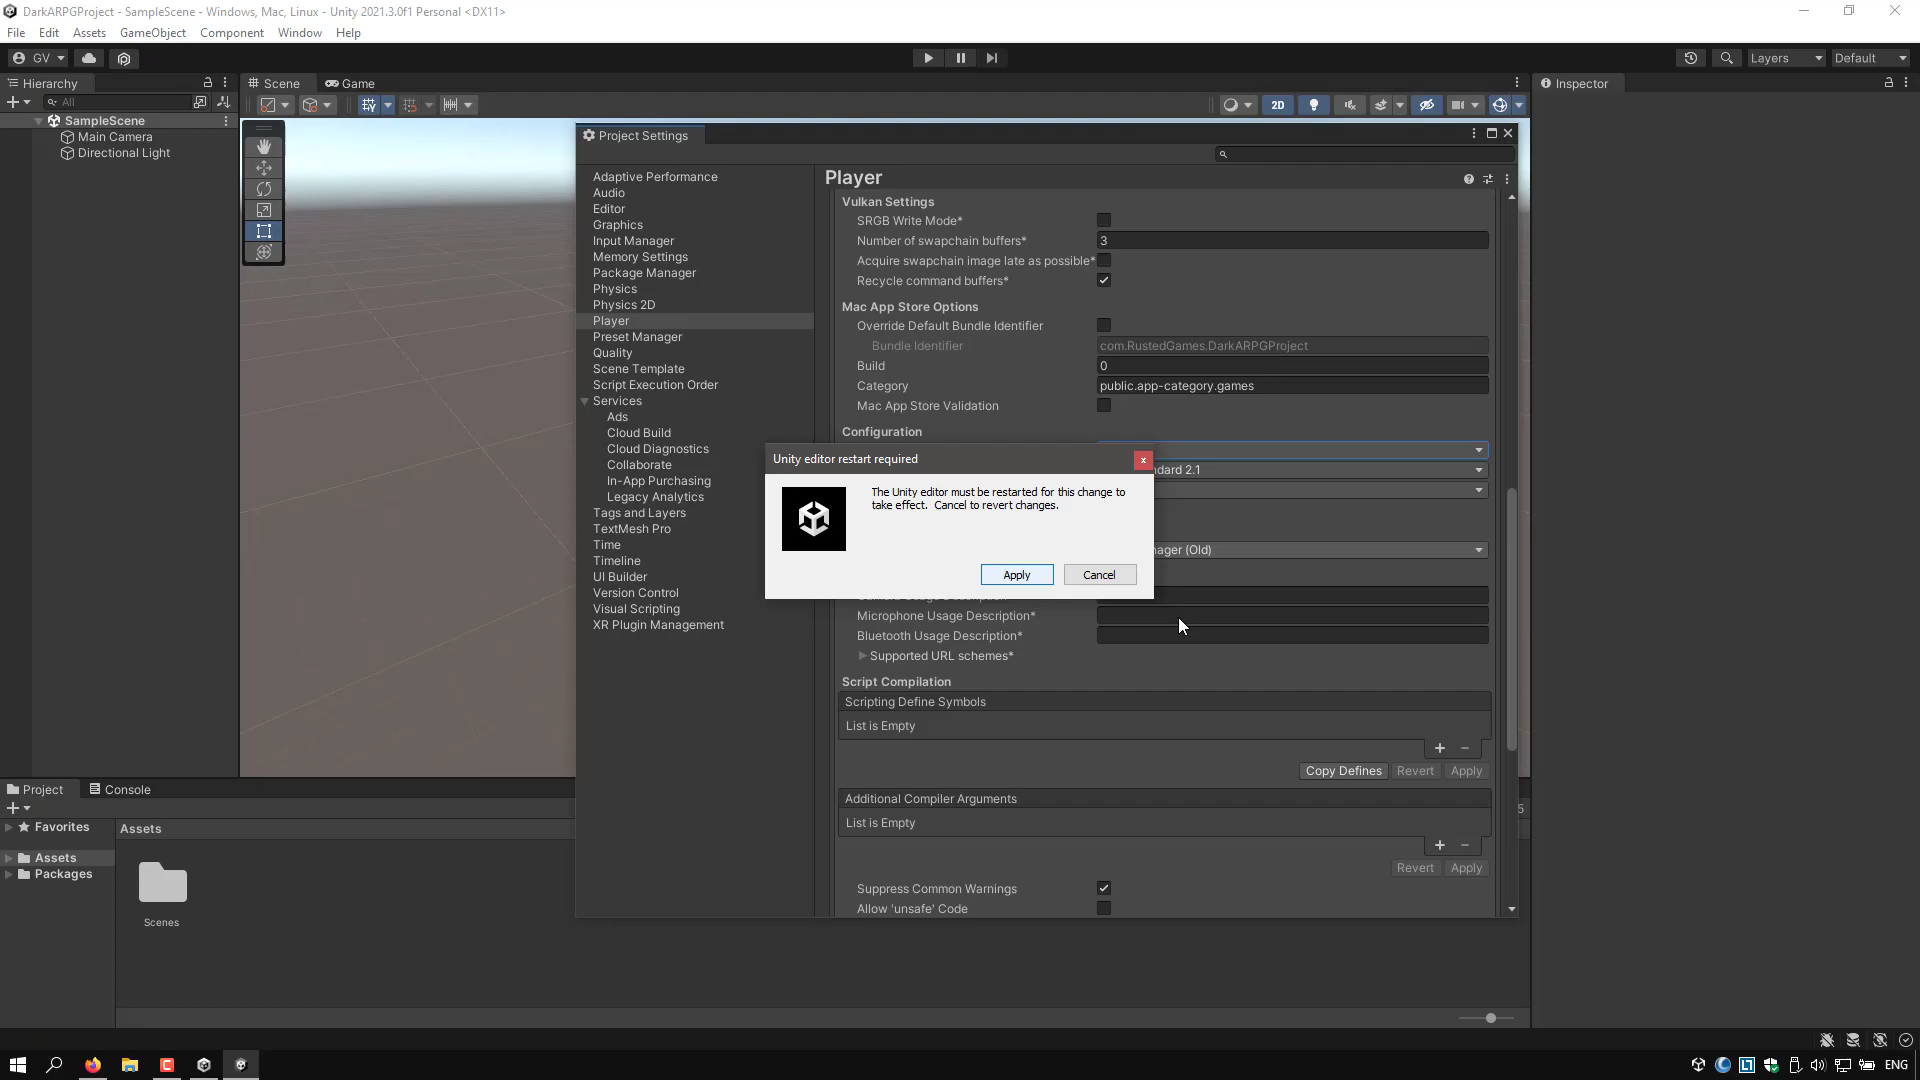 DarkARPGProject - SampleScene - Windows, Mac, Linux - Unity 2021.3.0f1 Personal <DX11>
File Edit Assets GameObject Component Window Help
GV
Layers Default
Hierarchy
Scene Game
Inspector
All
2D
SampleScene
Main Camera
Directional Light
Project Settings
Adaptive Performance
Audio
Editor
Graphics
Input Manager
Memory Settings
Package Manager
Physics
Physics 2D
Player
Preset Manager
Quality
Scene Template
Script Execution Order
Services
Ads
Cloud Build
Cloud Diagnostics
Collaborate
In-App Purchasing
Legacy Analytics
Tags and Layers
TextMesh Pro
Time
Timeline
UI Builder
Version Control
Visual Scripting
XR Plugin Management
Player
Vulkan Settings
SRGB Write Mode*
Number of swapchain buffers* 3
Acquire swapchain image late as possible*
Recycle command buffers*
Mac App Store Options
Override Default Bundle Identifier
Bundle Identifier com.RustedGames.DarkARPGProject
Build 0
Category public.app-category.games
Mac App Store Validation
Configuration
dard 2.1
ager (Old)
Unity editor restart required
The Unity editor must be restarted for this change to
take effect. Cancel to revert changes.
Apply Cancel
Microphone Usage Description*
Bluetooth Usage Description*
Supported URL schemes*
Script Compilation
Scripting Define Symbols
List is Empty
Copy Defines Revert Apply
Additional Compiler Arguments
List is Empty
Revert Apply
Suppress Common Warnings
Allow 'unsafe' Code
Project Console
Favorites
Assets
Packages
Assets
Scenes
5
ENG